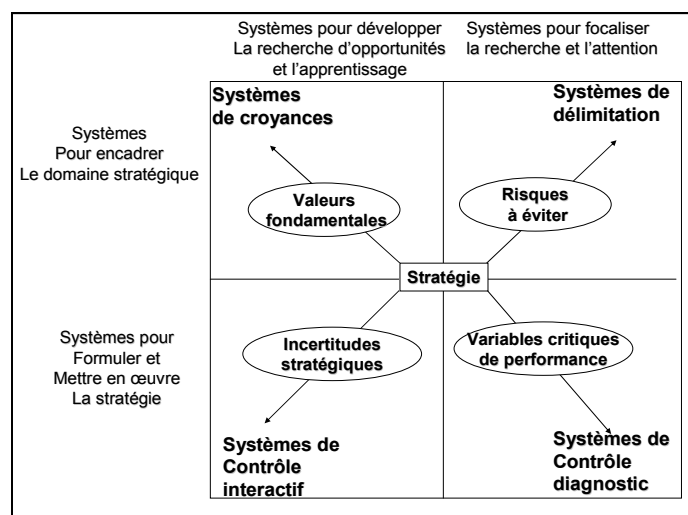 Systèmes pour développer
La recherche d'opportunités
et l'apprentissage
Systèmes pour focaliser
la recherche et l'attention
Systèmes
Pour encadrer
Le domaine stratégique
Systèmes
de croyances
Systèmes de
délimitation
Valeurs
fondamentales
Risques
à éviter
Stratégie
Systèmes pour
Formuler et
Mettre en œuvre
La stratégie
Incertitudes
stratégiques
Variables critiques
de performance
Systèmes de
Contrôle
interactif
Systèmes de
Contrôle
diagnostic